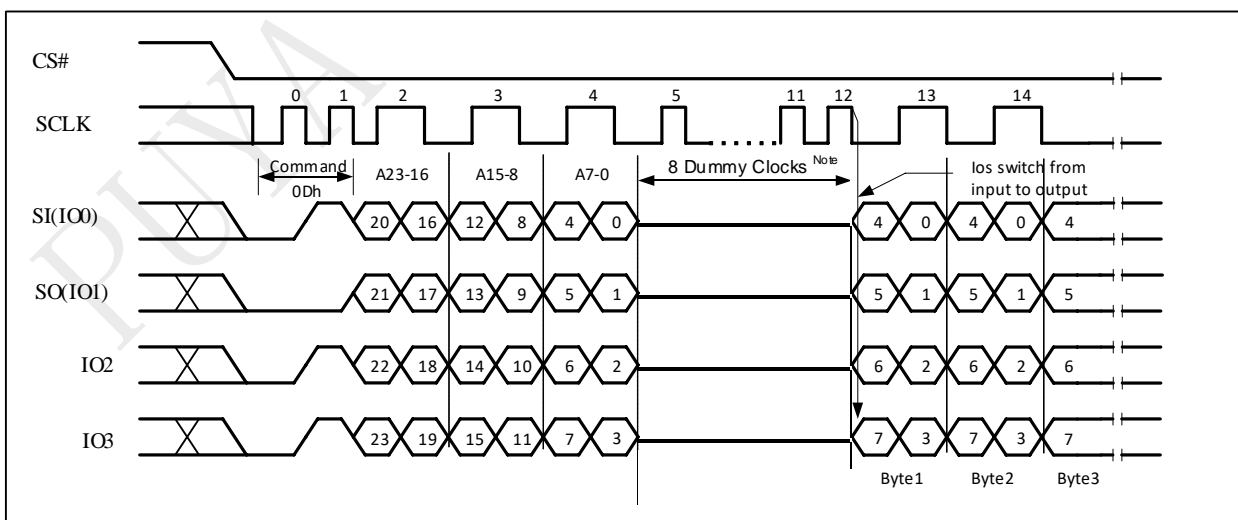 PUYA
CS#
SCLK
0 1 2 3 4 5 11 12 13 14
Command
0Dh
A23-16 A15-8 A7-0
8 Dummy Clocks Note
Ios switch from
input to output
SI(IO0) 20 16 12 8 4 0 4 0 4 0 4
SO(IO1) 21 17 13 9 5 1 5 1 5 1 5
IO2 22 18 14 10 6 2 6 2 6 2 6
IO3 23 19 15 11 7 3 7 3 7 3 7
Byte1 Byte2 Byte3